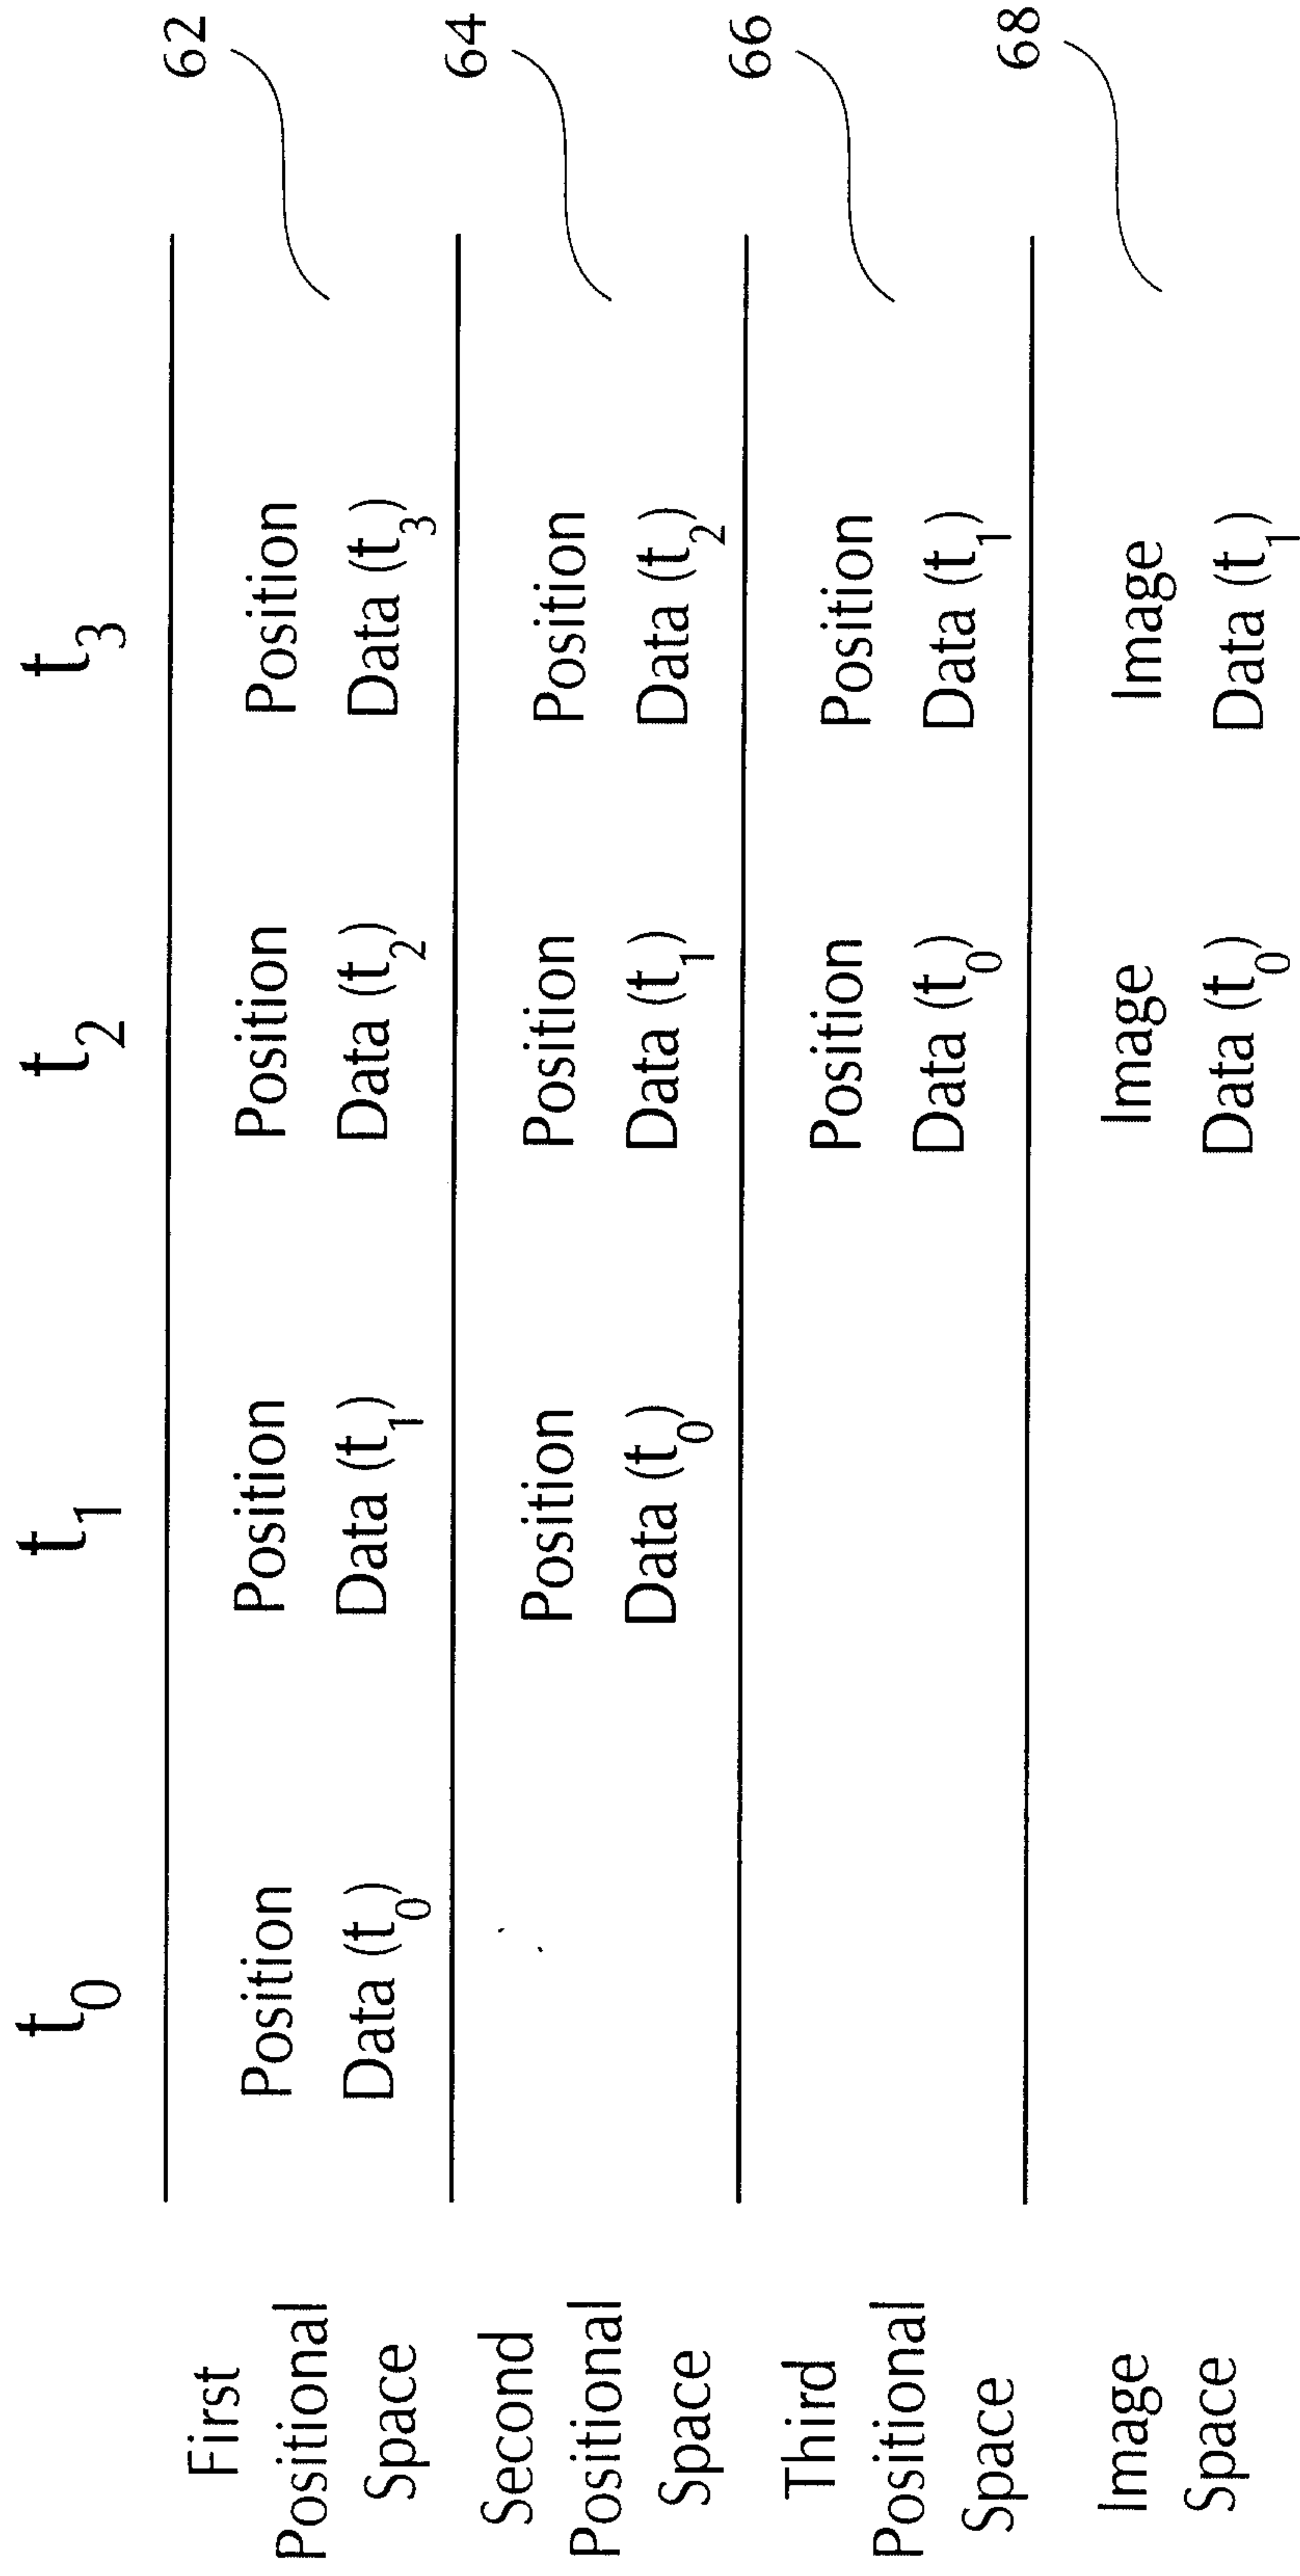 t0 t1 t2 t3
First Positional Space
Position Data (t0)
Position Data (t1)
Position Data (t2)
Position Data (t3)
62
Second Positional Space
Position Data (t0)
Position Data (t1)
Position Data (t2)
64
Third Positional Space
Position Data (t0)
Position Data (t1)
66
Image Space
Image Data (t0)
Image Data (t1)
68